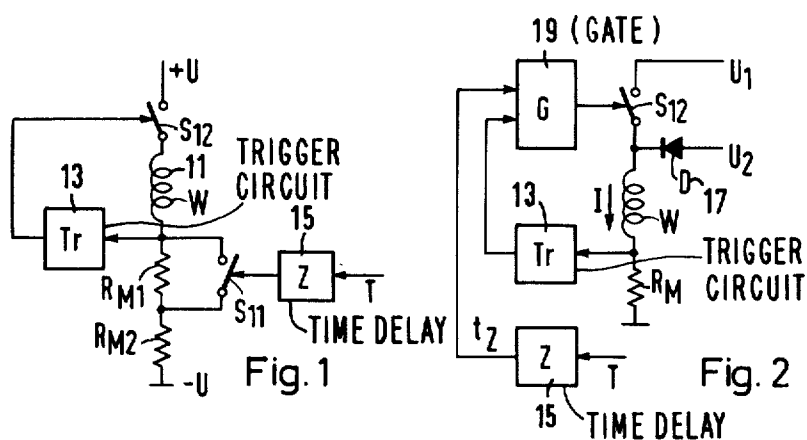 +U
S12
11
W
TRIGGER
CIRCUIT
13
Tr
15
Z
T
RM1
S11
RM2
TIME DELAY
-U
Fig. 1
19 (GATE)
G
U1
S12
U2
D
17
I
W
13
Tr
TRIGGER
CIRCUIT
RM
tZ
Z
T
15
TIME DELAY
Fig. 2